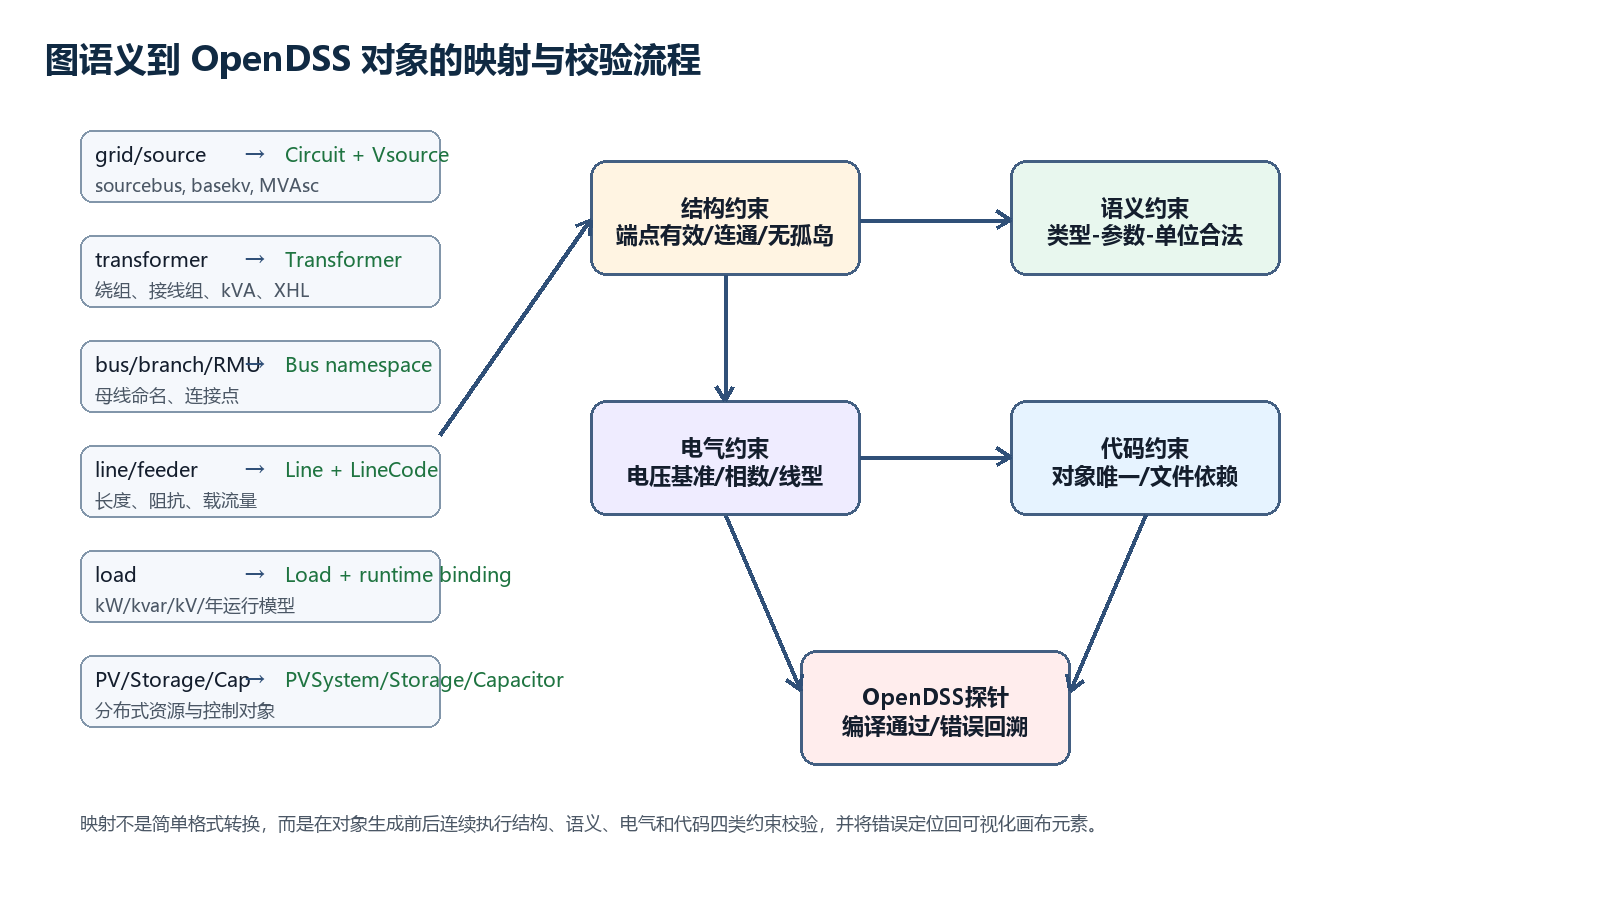 图语义到 OpenDSS 对象的映射与校验流程
grid/source → Circuit + Vsource
sourcebus, basekv, MVAsc
transformer → Transformer
绕组、接线组、kVA、XHL
bus/branch/RMU → Bus namespace
母线命名、连接点
line/feeder → Line + LineCode
长度、阻抗、载流量
load → Load + runtime binding
kW/kvar/kV/年运行模型
PV/Storage/Cap → PVSystem/Storage/Capacitor
分布式资源与控制对象
结构约束
端点有效/连通/无孤岛
语义约束
类型-参数-单位合法
电气约束
电压基准/相数/线型
代码约束
对象唯一/文件依赖
OpenDSS探针
编译通过/错误回溯
映射不是简单格式转换，而是在对象生成前后连续执行结构、语义、电气和代码四类约束校验，并将错误定位回可视化画布元素。